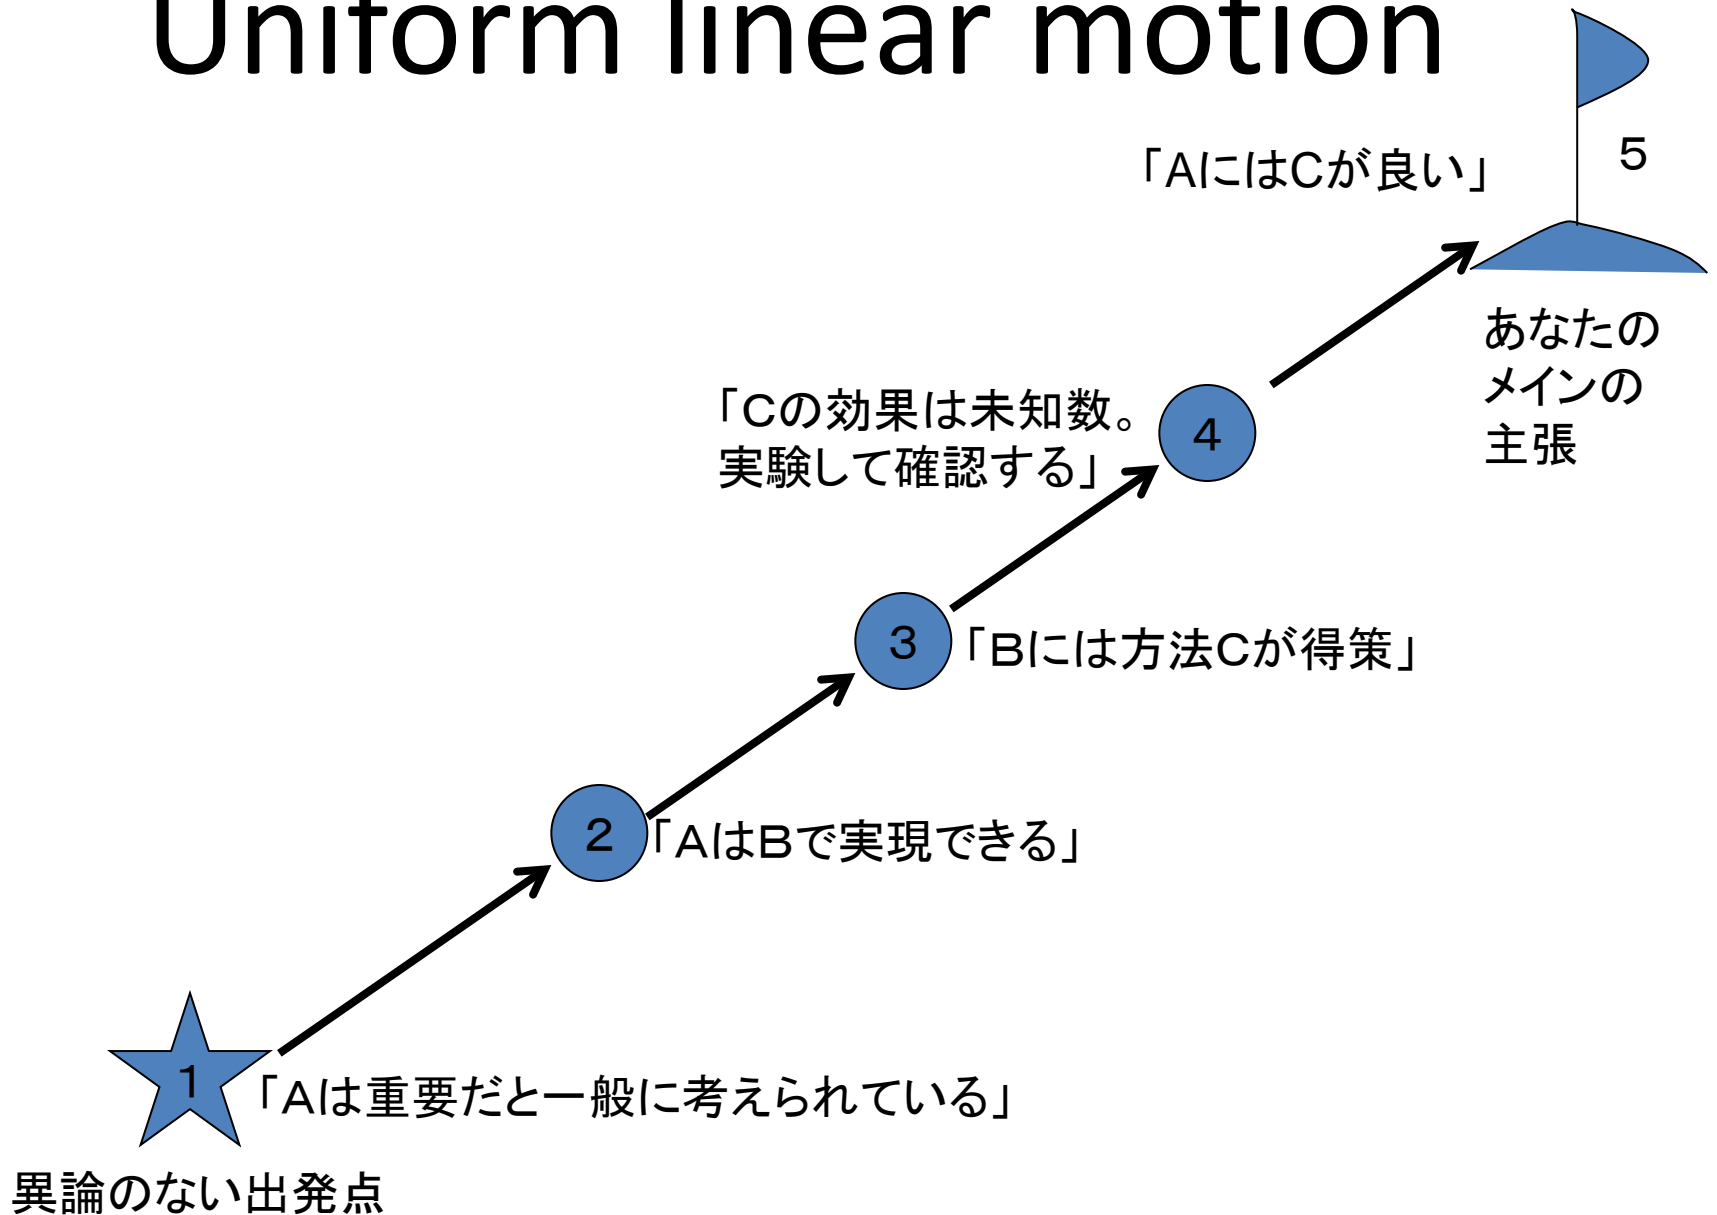 Uniform linear motion
「AにはCが良い」
5
あなたの
メインの
主張
「Cの効果は未知数。
実験して確認する」
4
3
「Bには方法Cが得策」
2
「AはBで実現できる」
1
「Aは重要だと一般に考えられている」
異論のない出発点